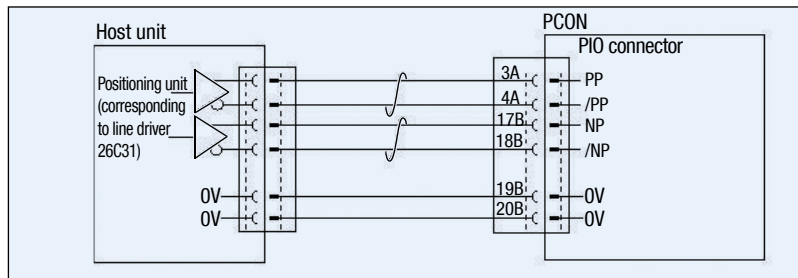 Host unit
PCON
PIO connector
Positioning unit
(corresponding
to line driver
26C31)
3A
PP
4A
/PP
17B
NP
18B
/NP
0V
19B
0V
0V
20B
0V